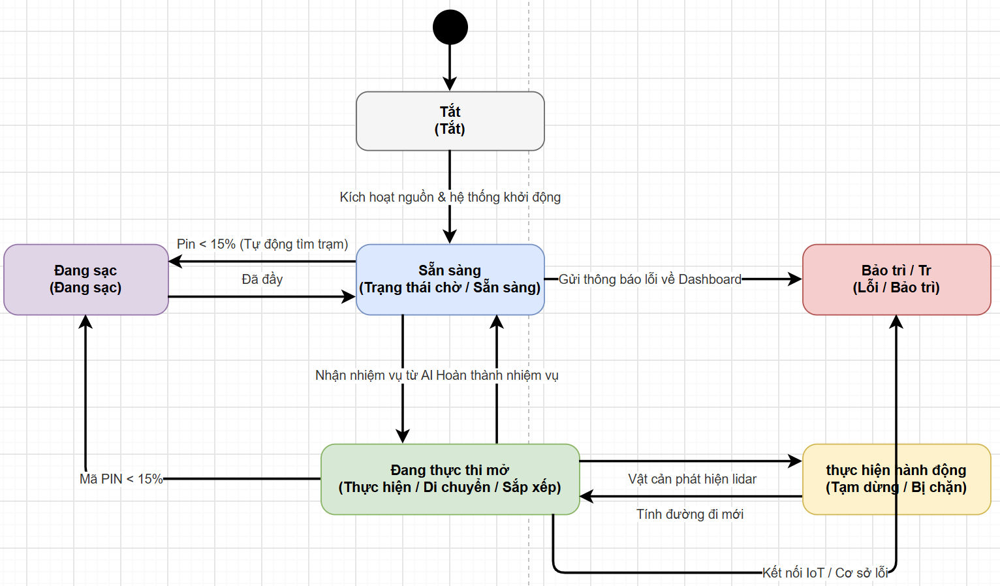 Tắt
(Tắt)
Kích hoạt nguồn & hệ thống khởi động
Pin < 15% (Tự động tìm trạm)
Đang sạc
(Đang sạc)
Đã đầy
Sẵn sàng
(Trạng thái chờ / Sẵn sàng)
Gửi thông báo lỗi về Dashboard
Bảo trì / Tr
(Lỗi / Bảo trì)
Nhận nhiệm vụ từ AI
Hoàn thành nhiệm vụ
Mã PIN < 15%
Đang thực thi mở
(Thực hiện / Di chuyển / Sắp xếp)
Vật cản phát hiện lidar
Tính đường đi mới
thực hiện hành động
(Tạm dừng / Bị chặn)
Kết nối IoT / Cơ sở lỗi